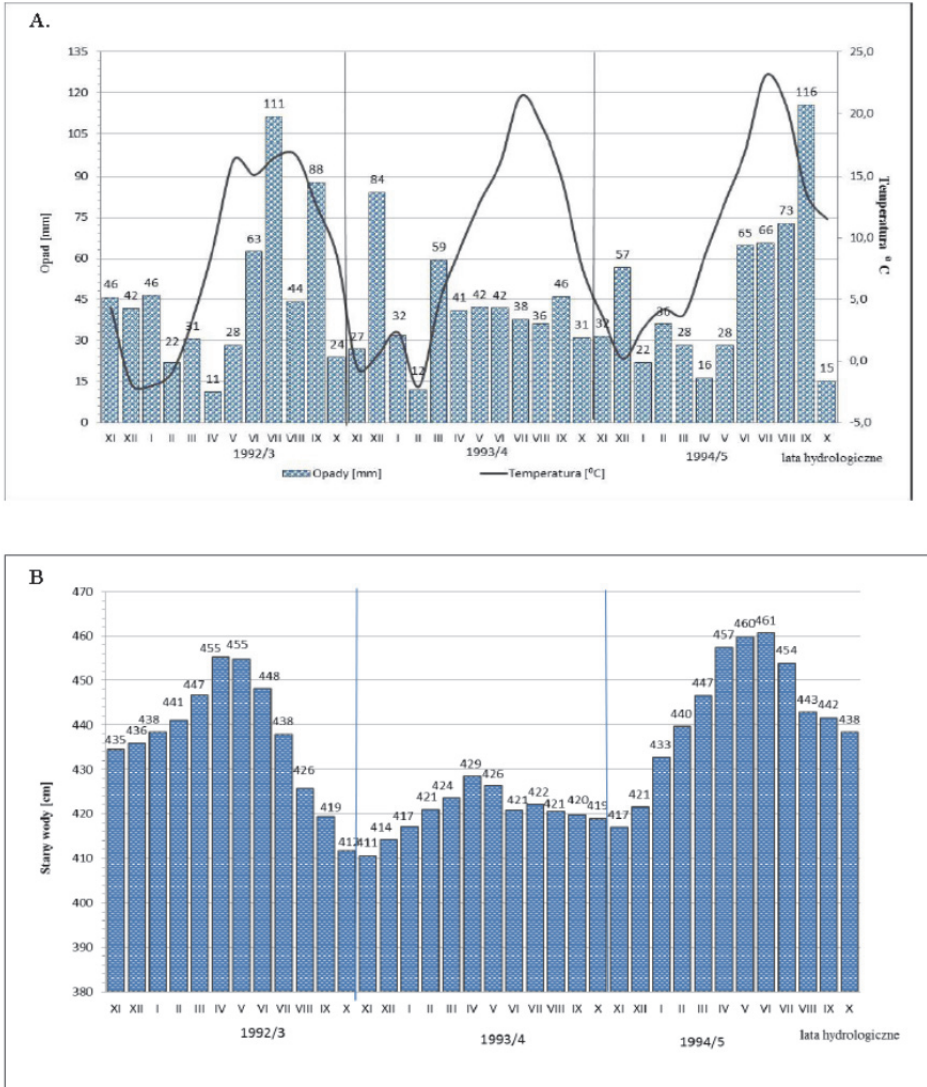 A.
135 120 105 90 75 60 45 30 15 0
Opad [mm]
25,0 20,0 15,0 10,0 5,0 0,0 -5,0
Temperatura ° C
46 42 46 22 31 11 28 63 111 44 88 24 27 84 32 12 59 41 42 42 38 36 46 31 32 57 22 36 28 16 28 65 66 73 116 15
XI XII I II III IV V VI VII VIII IX X XI XII I II III IV V VI VII VIII IX X XI XII I II III IV V VI VII VIII IX X
1992/3 1993/4 1994/5 lata hydrologiczne
Opady [mm] Temperatura [°C]
B
470 460 450 440 430 420 410 400 390 380
Stany wody [cm]
435 436 438 441 447 455 455 448 438 426 419 412 411 414 417 421 424 429 426 421 422 421 420 419 417 421 433 440 447 457 460 461 454 443 442 438
XI XII I II III IV V VI VII VIII IX X XI XII I II III IV V VI VII VIII IX X XI XII I II III IV V VI VII VIII IX X
1992/3 1993/4 1994/5 lata hydrologiczne